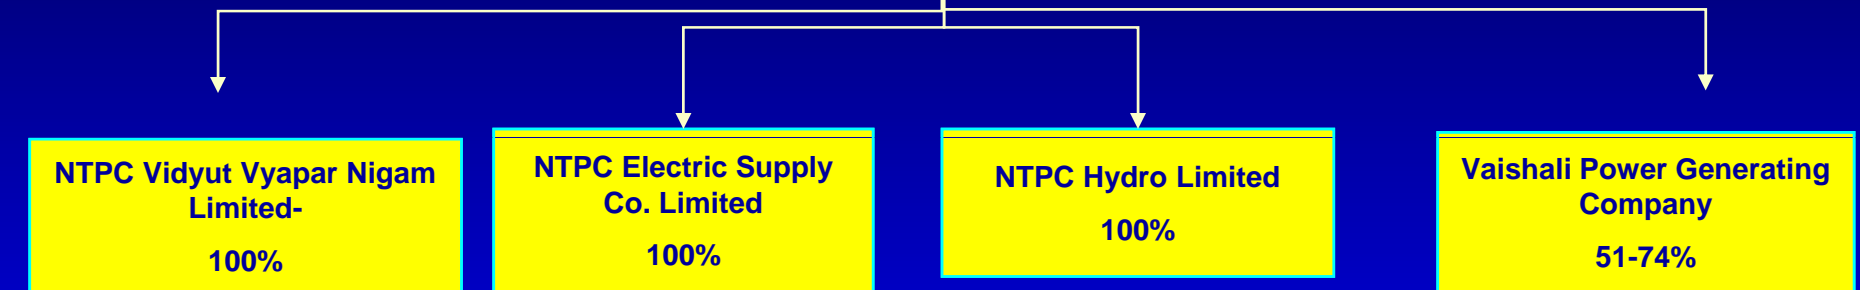 NTPC Vidyut Vyapar Nigam
Limited-
100%
NTPC Electric Supply
Co. Limited
100%
NTPC Hydro Limited
100%
Vaishali Power Generating
Company
51-74%